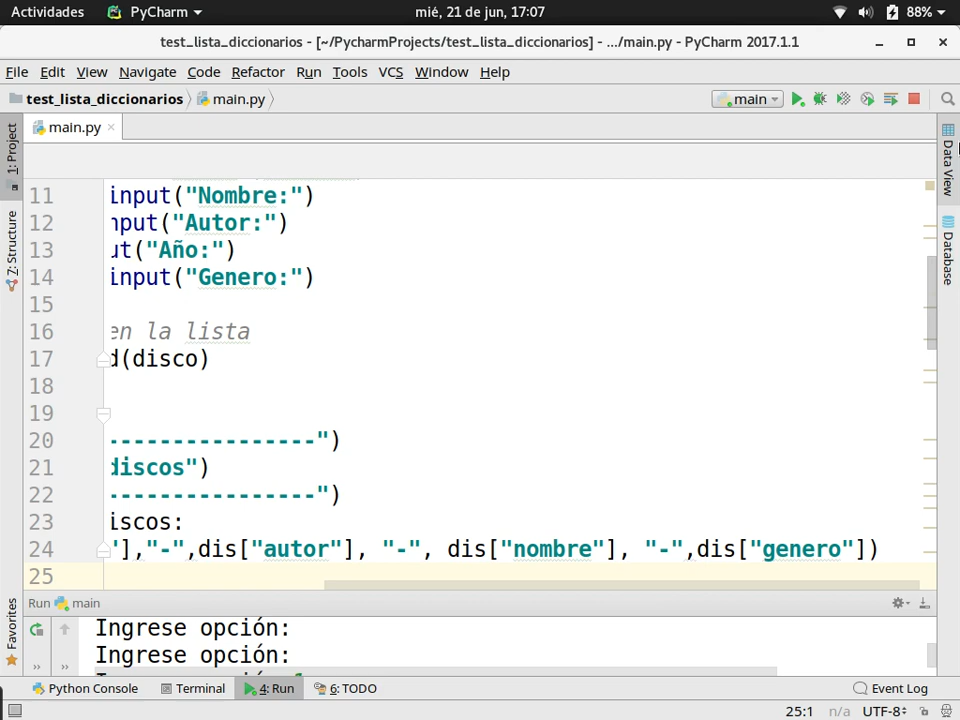 Actividades PyCharm mié, 21 de jun, 17:07 88%
test_lista_diccionarios - [~/PycharmProjects/test_lista_diccionarios] - .../main.py - PyCharm 2017.1.1
File Edit View Navigate Code Refactor Run Tools VCS Window Help
test_lista_diccionarios main.py main
1: Project
main.py
Data View
7: Structure
Database
11 input("Nombre:")
12 nput("Autor:")
13 ut("Año:")
14 input("Genero:")
15
16 en la lista
17 d(disco)
18
19
20 ----------------")
21 discos")
22 ----------------")
23 iscos:
24 "],"-",dis["autor"], "-", dis["nombre"], "-",dis["genero"])
25
Favorites
Run main
Ingrese opción:
Ingrese opción:
Python Console Terminal 4: Run 6: TODO Event Log
25:1 n/a UTF-8